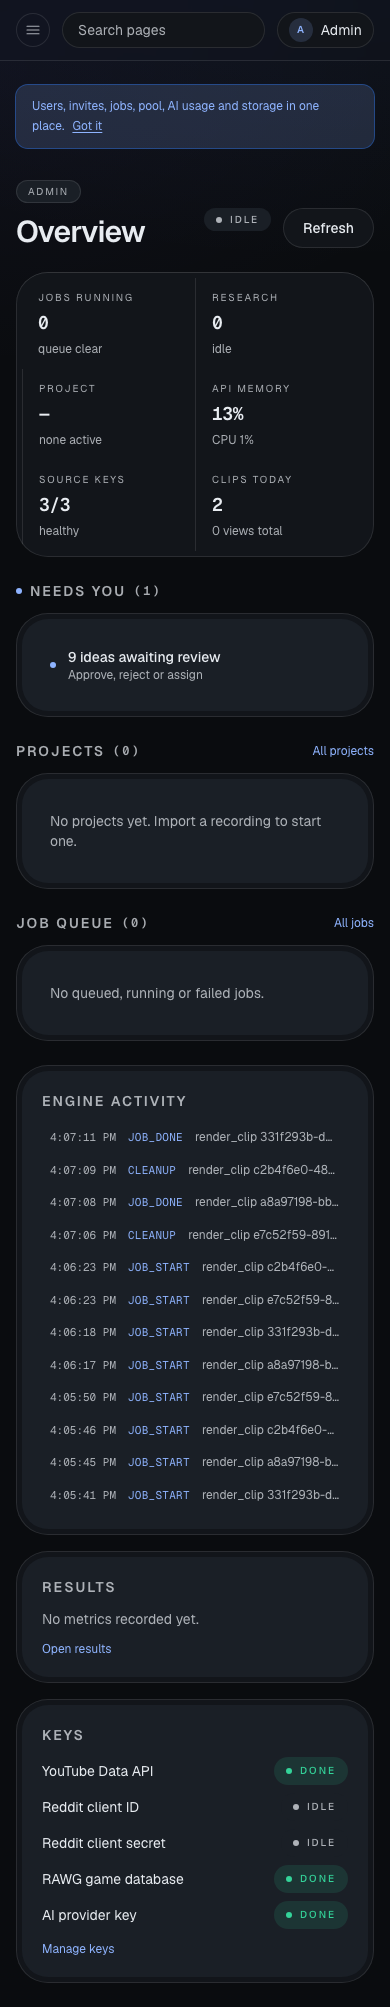 Search pages
A
Admin
Users, invites, jobs, pool, AI usage and storage in one
place. Got it
ADMIN
Overview
IDLE
Refresh
JOBS RUNNING
0
queue clear
RESEARCH
0
idle
PROJECT
—
none active
API MEMORY
13%
CPU 1%
SOURCE KEYS
3/3
healthy
CLIPS TODAY
2
0 views total
NEEDS YOU (1)
9 ideas awaiting review
Approve, reject or assign
PROJECTS (0)
All projects
No projects yet. Import a recording to start
one.
JOB QUEUE (0)
All jobs
No queued, running or failed jobs.
ENGINE ACTIVITY
4:07:11 PM JOB_DONE render_clip 331f293b-d…
4:07:09 PM CLEANUP render_clip c2b4f6e0-48…
4:07:08 PM JOB_DONE render_clip a8a97198-bb…
4:07:06 PM CLEANUP render_clip e7c52f59-891…
4:06:23 PM JOB_START render_clip c2b4f6e0-…
4:06:23 PM JOB_START render_clip e7c52f59-8…
4:06:18 PM JOB_START render_clip 331f293b-d…
4:06:17 PM JOB_START render_clip a8a97198-b…
4:05:50 PM JOB_START render_clip e7c52f59-8…
4:05:46 PM JOB_START render_clip c2b4f6e0-…
4:05:45 PM JOB_START render_clip a8a97198-b…
4:05:41 PM JOB_START render_clip 331f293b-d…
RESULTS
No metrics recorded yet.
Open results
KEYS
YouTube Data API DONE
Reddit client ID IDLE
Reddit client secret IDLE
RAWG game database DONE
AI provider key DONE
Manage keys